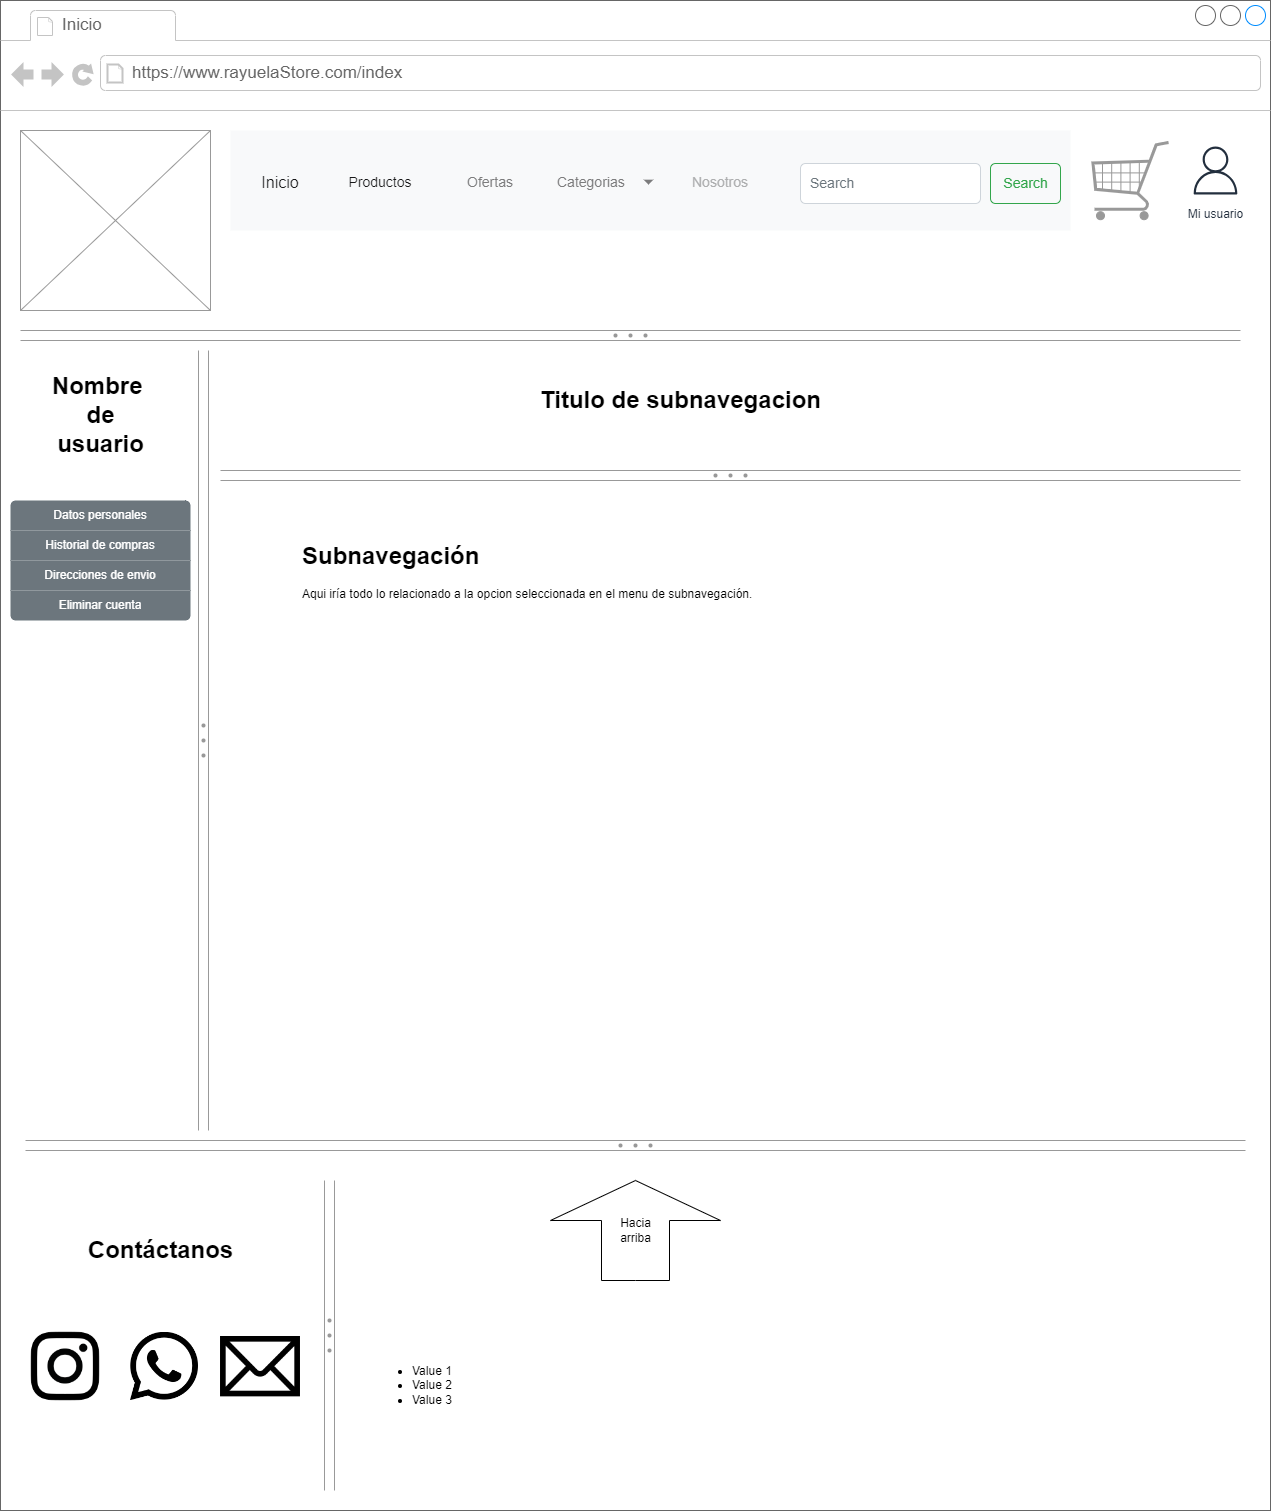 Inicio
https://www.rayuelaStore.com/index
Inicio
Productos
Ofertas
Categorias
Nosotros
Search
Search
Mi usuario
Nombre
de
usuario
Titulo de subnavegacion
Datos personales
Historial de compras
Direcciones de envio
Eliminar cuenta
Subnavegación
Aqui iría todo lo relacionado a la opcion seleccionada en el menu de subnavegación.
Hacia
arriba
Contáctanos
Value 1
Value 2
Value 3